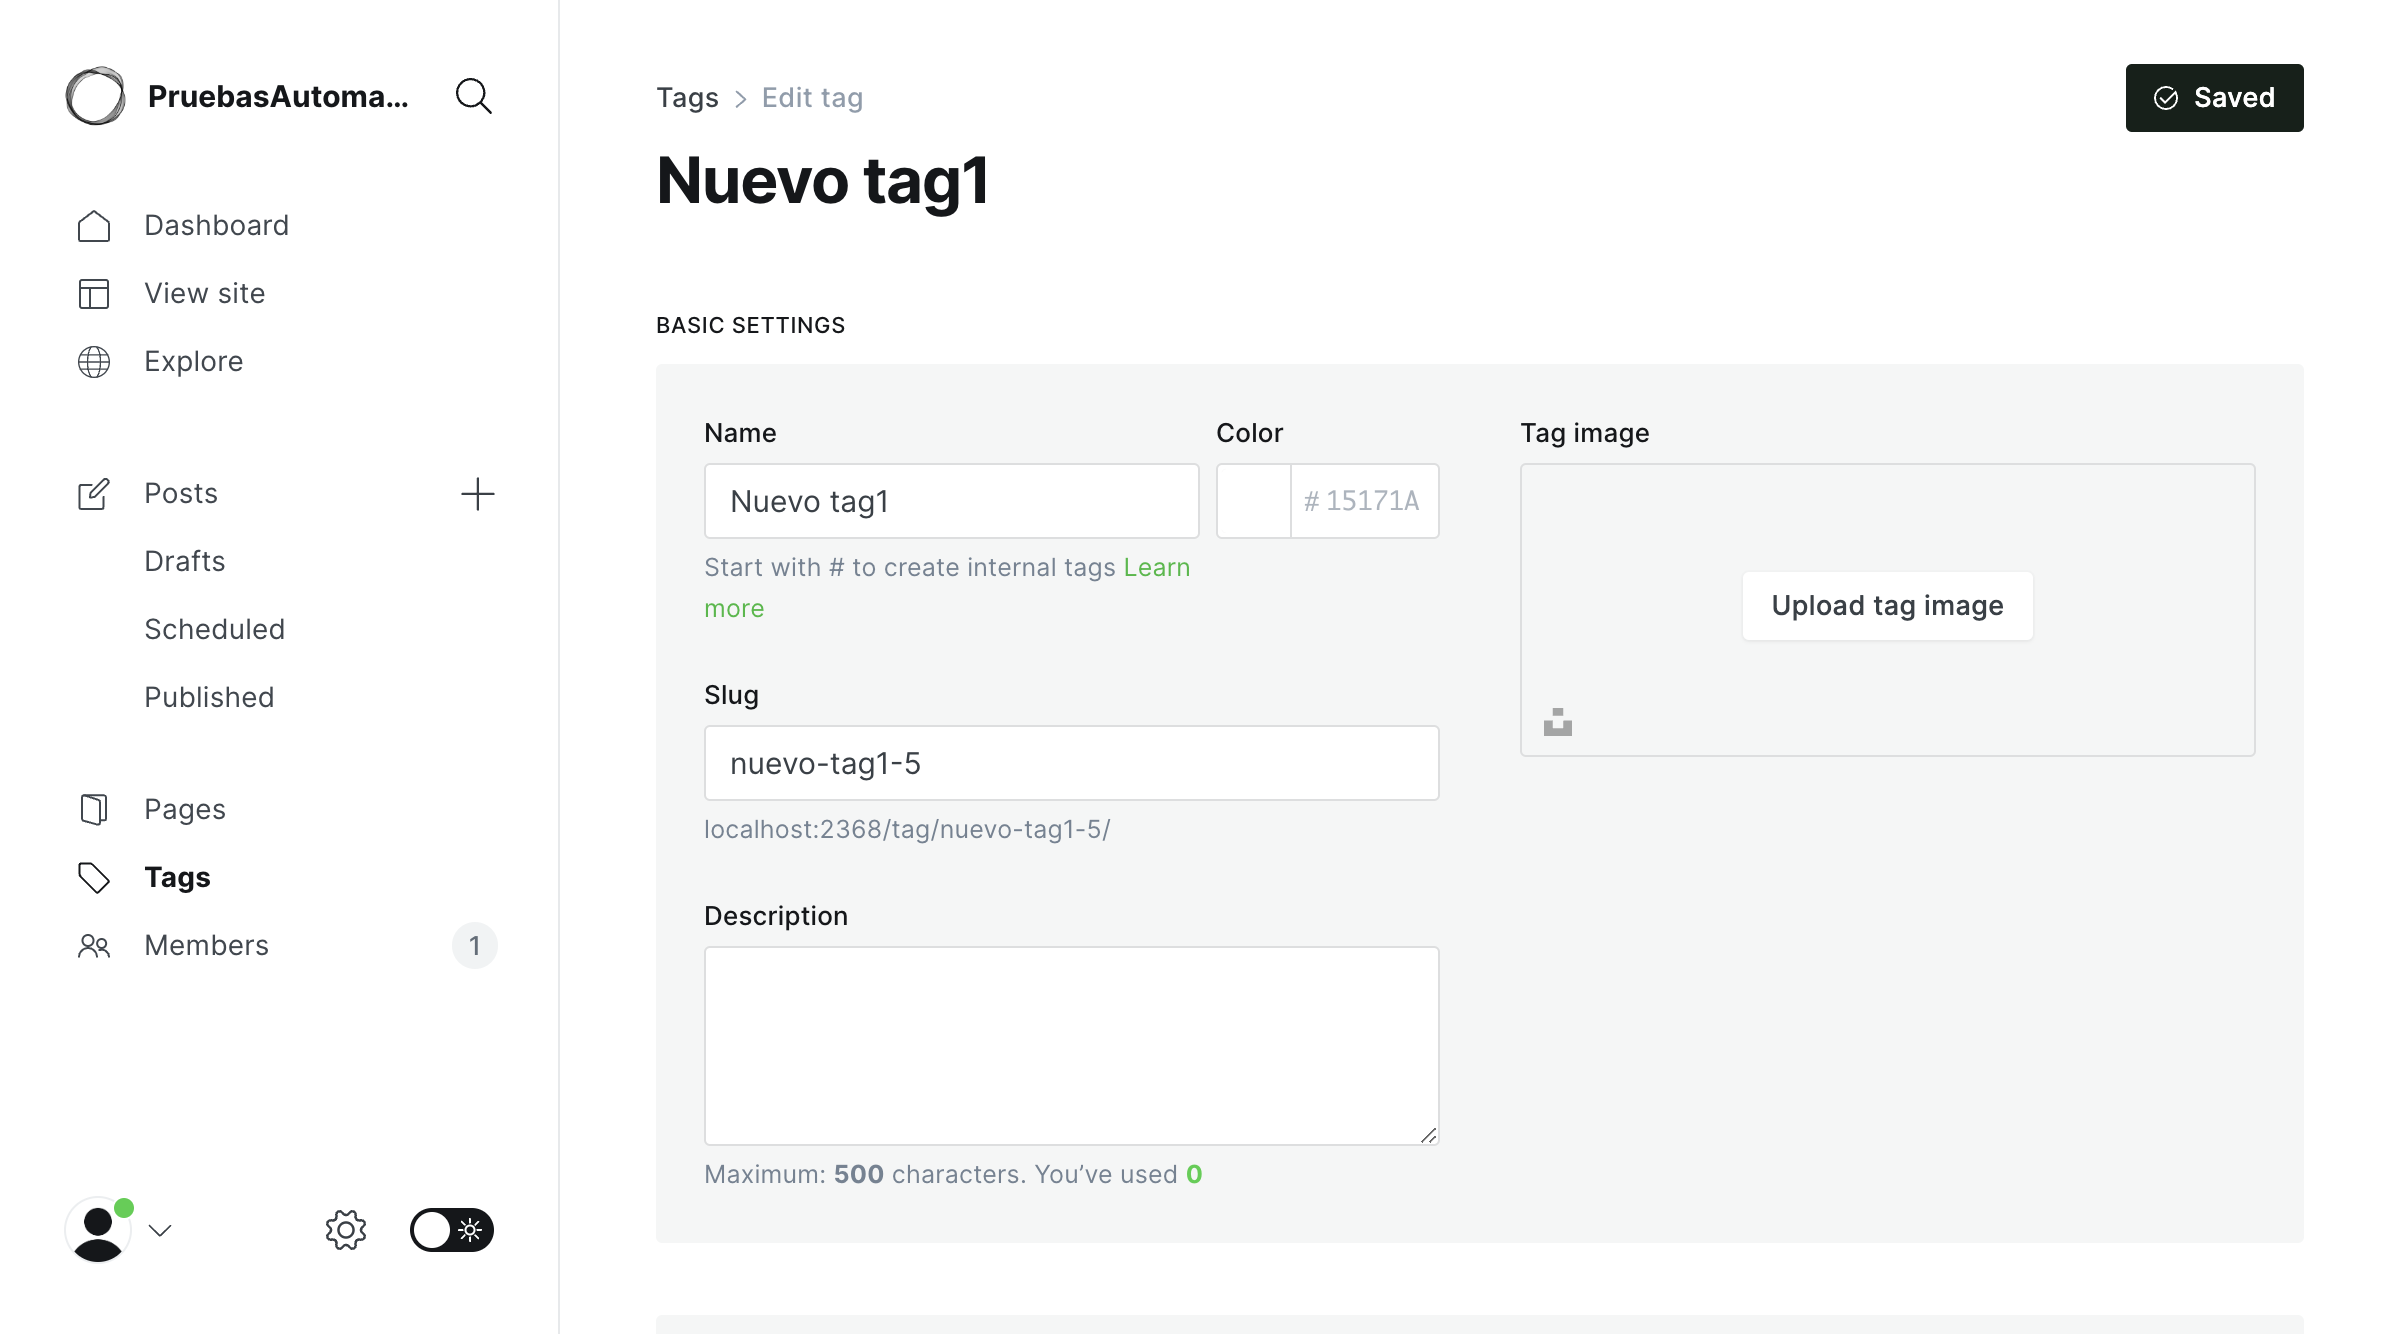 PruebasAutoma...
Dashboard
View site
Explore
Posts
Drafts
Scheduled
Published
Pages
Tags
Members 1
Tags > Edit tag
Saved
Nuevo tag1
BASIC SETTINGS
Name
Nuevo tag1
Start with # to create internal tags Learn
more
Color
# 15171A
Slug
nuevo-tag1-5
localhost:2368/tag/nuevo-tag1-5/
Description
Maximum: 500 characters. You’ve used 0
Tag image
Upload tag image